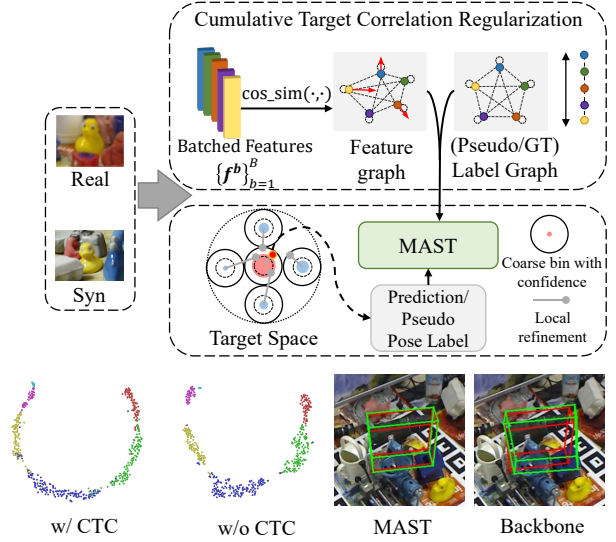 Cumulative Target Correlation Regularization
cos_sim(·,·)
Batched Features
{f^b}_{b=1}^B
Feature
graph
(Pseudo/GT)
Label Graph
Real
Syn
MAST
Prediction/
Pseudo
Pose Label
Target Space
Coarse bin with
confidence
Local
refinement
w/ CTC
w/o CTC
MAST
Backbone